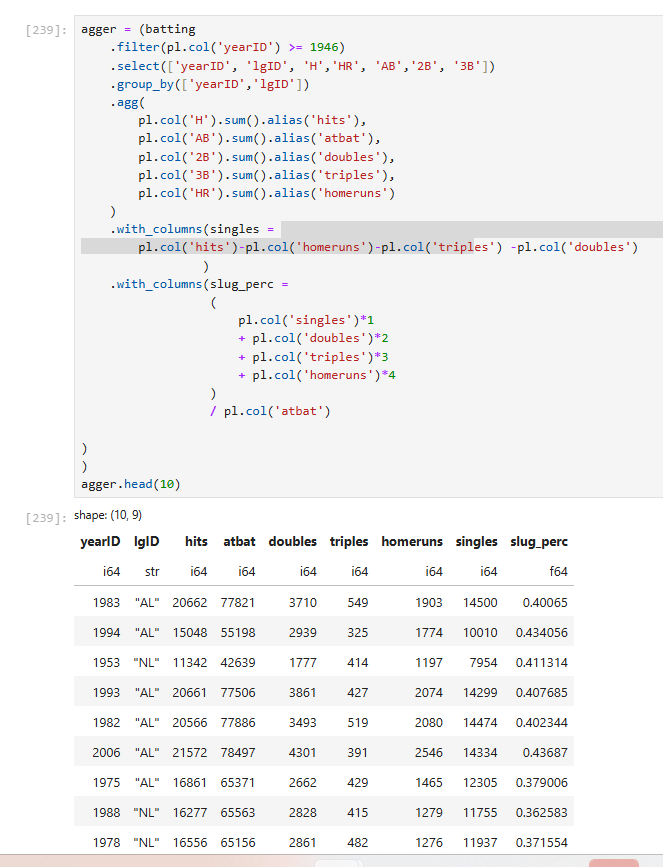 [239]: agger = (batting
.filter(pl.col('yearID') >= 1946)
.select(['yearID', 'lgID', 'H','HR', 'AB','2B', '3B'])
.group_by(['yearID','lgID'])
.agg(
pl.col('H').sum().alias('hits'),
pl.col('AB').sum().alias('atbat'),
pl.col('2B').sum().alias('doubles'),
pl.col('3B').sum().alias('triples'),
pl.col('HR').sum().alias('homeruns')
)
.with_columns(singles =
pl.col('hits')-pl.col('homeruns')-pl.col('triples') -pl.col('doubles')
)
.with_columns(slug_perc =
(
pl.col('singles')*1
+ pl.col('doubles')*2
+ pl.col('triples')*3
+ pl.col('homeruns')*4
)
/ pl.col('atbat')
)
)
agger.head(10)
[239]: shape: (10, 9)
yearID lgID hits atbat doubles triples homeruns singles slug_perc
i64 str i64 i64 i64 i64 i64 i64 f64
1983 "AL" 20662 77821 3710 549 1903 14500 0.40065
1994 "AL" 15048 55198 2939 325 1774 10010 0.434056
1953 "NL" 11342 42639 1777 414 1197 7954 0.411314
1993 "AL" 20661 77506 3861 427 2074 14299 0.407685
1982 "AL" 20566 77886 3493 519 2080 14474 0.402344
2006 "AL" 21572 78497 4301 391 2546 14334 0.43687
1975 "AL" 16861 65371 2662 429 1465 12305 0.379006
1988 "NL" 16277 65563 2828 415 1279 11755 0.362583
1978 "NL" 16556 65156 2861 482 1276 11937 0.371554